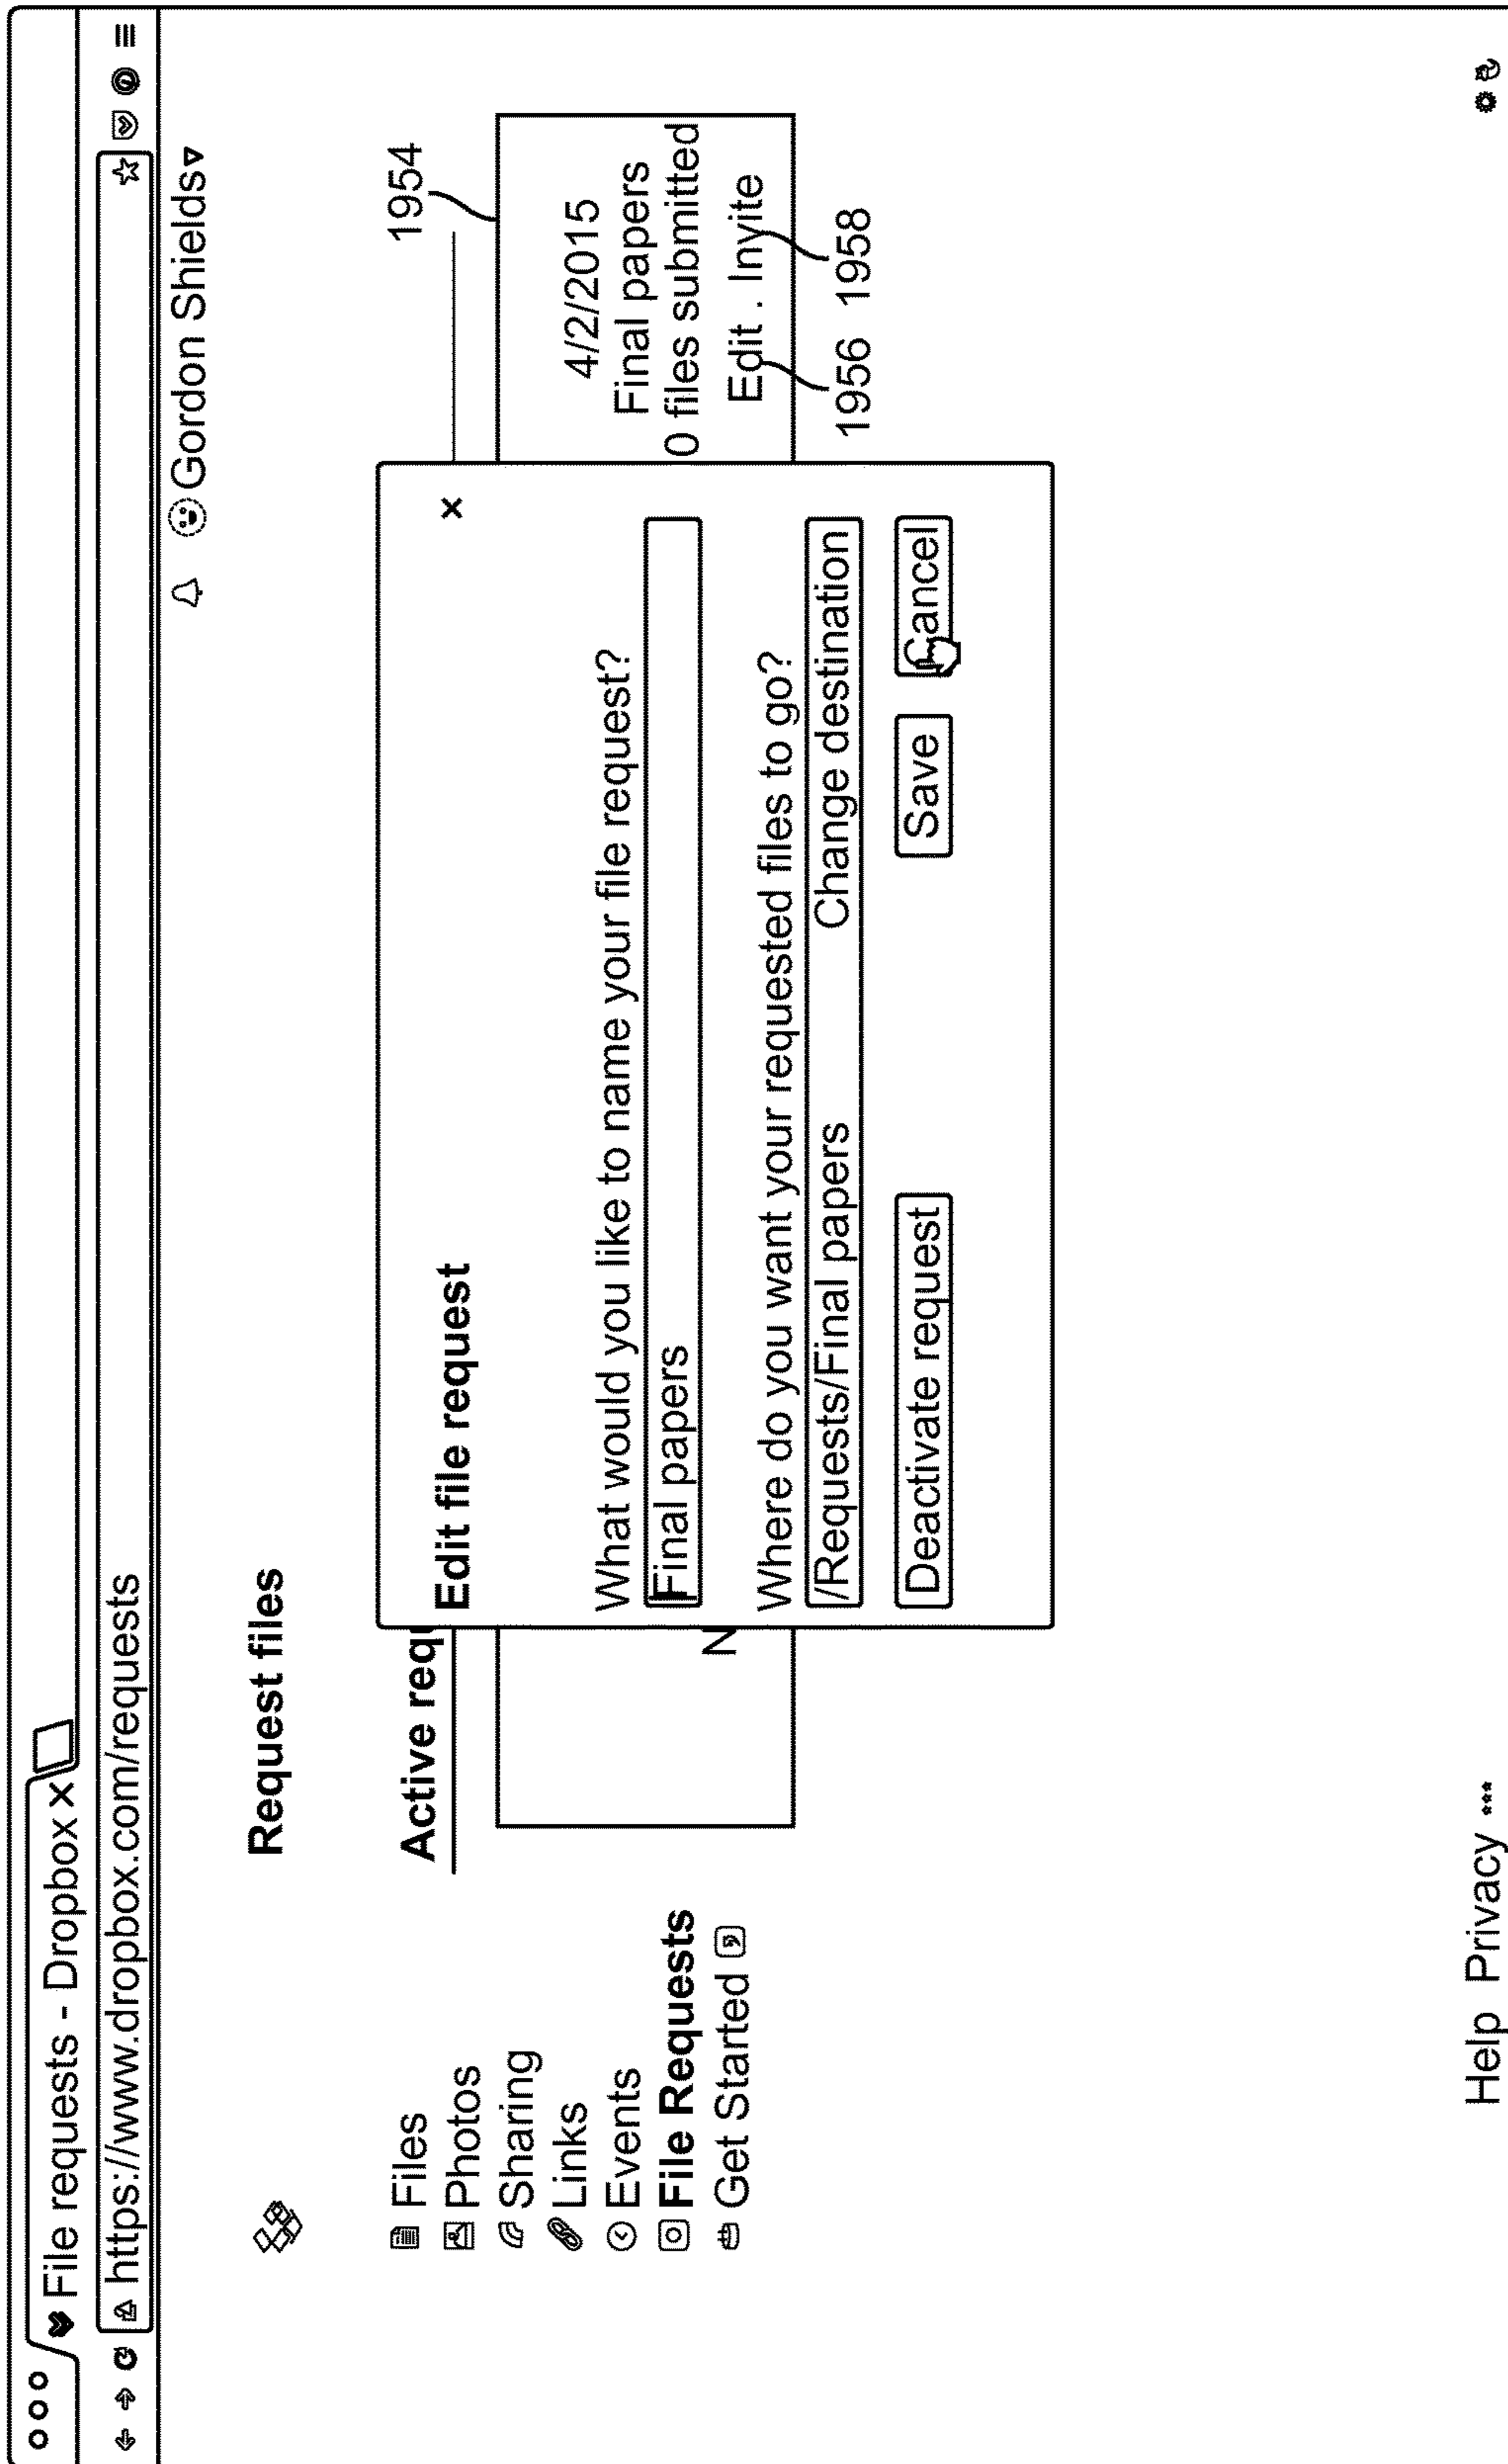 File requests - Dropbox X
https://www.dropbox.com/requests
Gordon Shields
Request files
1954
Active requ
Files
Photos
Sharing
Links
Events
File Requests
Get Started
Edit file request
×
What would you like to name your file request?
Final papers
Where do you want your requested files to go?
/Requests/Final papers Change destination
Deactivate request Save Cancel
N
4/2/2015
Final papers
0 files submitted
Edit . Invite
1956 1958
Help Privacy